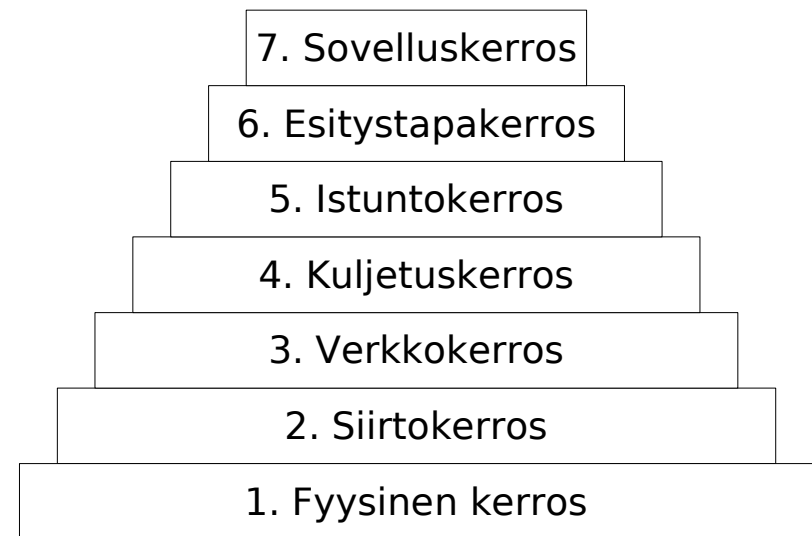 7. Sovelluskerros
6. Esitystapakerros
5. Istuntokerros
4. Kuljetuskerros
3. Verkkokerros
2. Siirtokerros
1. Fyysinen kerros